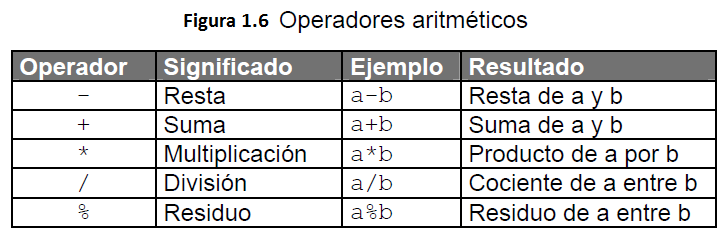 Figura 1.6 Operadores aritméticos
Operador Significado Ejemplo Resultado
- Resta a-b Resta de a y b
+ Suma a+b Suma de a y b
* Multiplicación a*b Producto de a por b
/ División a/b Cociente de a entre b
% Residuo a%b Residuo de a entre b